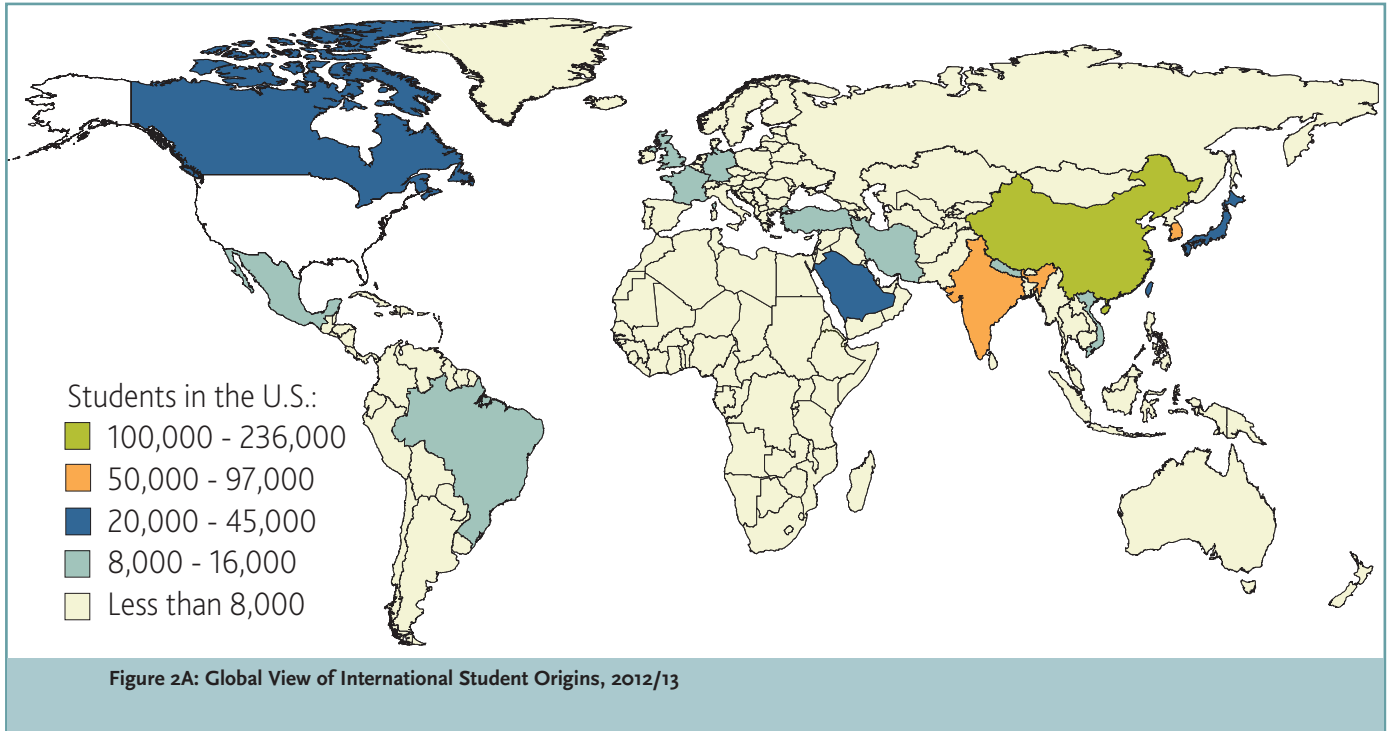 Students in the U.S.:
100,000 - 236,000
50,000 - 97,000
20,000 - 45,000
8,000 - 16,000
Less than 8,000
Figure 2A: Global View of International Student Origins, 2012/13